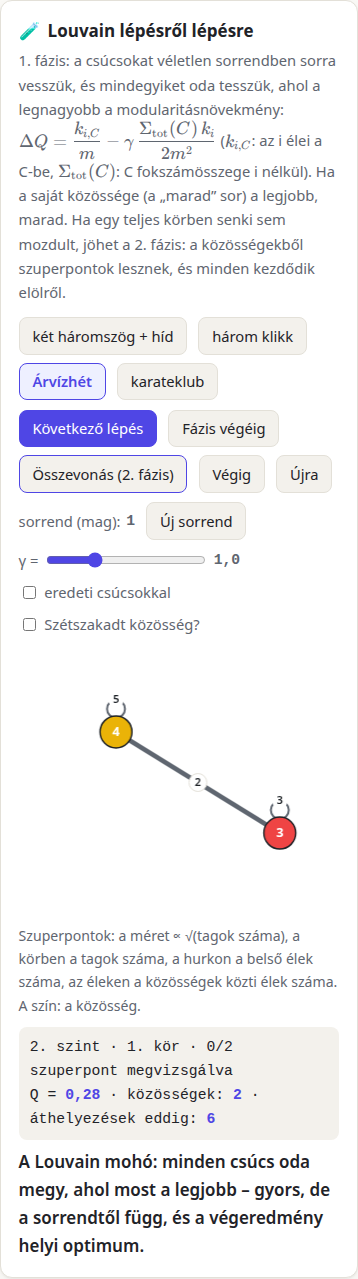 🧪 Louvain lépésről lépésre
1. fázis: a csúcsokat véletlen sorrendben sorra
vesszük, és mindegyiket oda tesszük, ahol a
legnagyobb a modularitásnövekmény:
ΔQ = k_{i,C}/m − γ Σ_tot(C) k_i / 2m² (k_{i,C}: az i élei a
C-be, Σ_tot(C): C fokszámösszege i nélkül). Ha
a saját közössége (a „marad” sor) a legjobb,
marad. Ha egy teljes körben senki sem
mozdult, jöhet a 2. fázis: a közösségekből
szuperpontok lesznek, és minden kezdődik
elölről.
két háromszög + híd három klikk
Árvízhét karateklub
Következő lépés Fázis végéig
Összevonás (2. fázis) Végig Újra
sorrend (mag): 1 Új sorrend
γ = 1,0
eredeti csúcsokkal
Szétszakadt közösség?
5
4
2
3
3
Szuperpontok: a méret ∝ √(tagok száma), a
körben a tagok száma, a hurkon a belső élek
száma, az éleken a közösségek közti élek száma.
A szín: a közösség.
2. szint · 1. kör · 0/2
szuperpont megvizsgálva
Q = 0,28 · közösségek: 2 ·
áthelyezések eddig: 6
A Louvain mohó: minden csúcs oda
megy, ahol most a legjobb – gyors, de
a sorrendtől függ, és a végeredmény
helyi optimum.